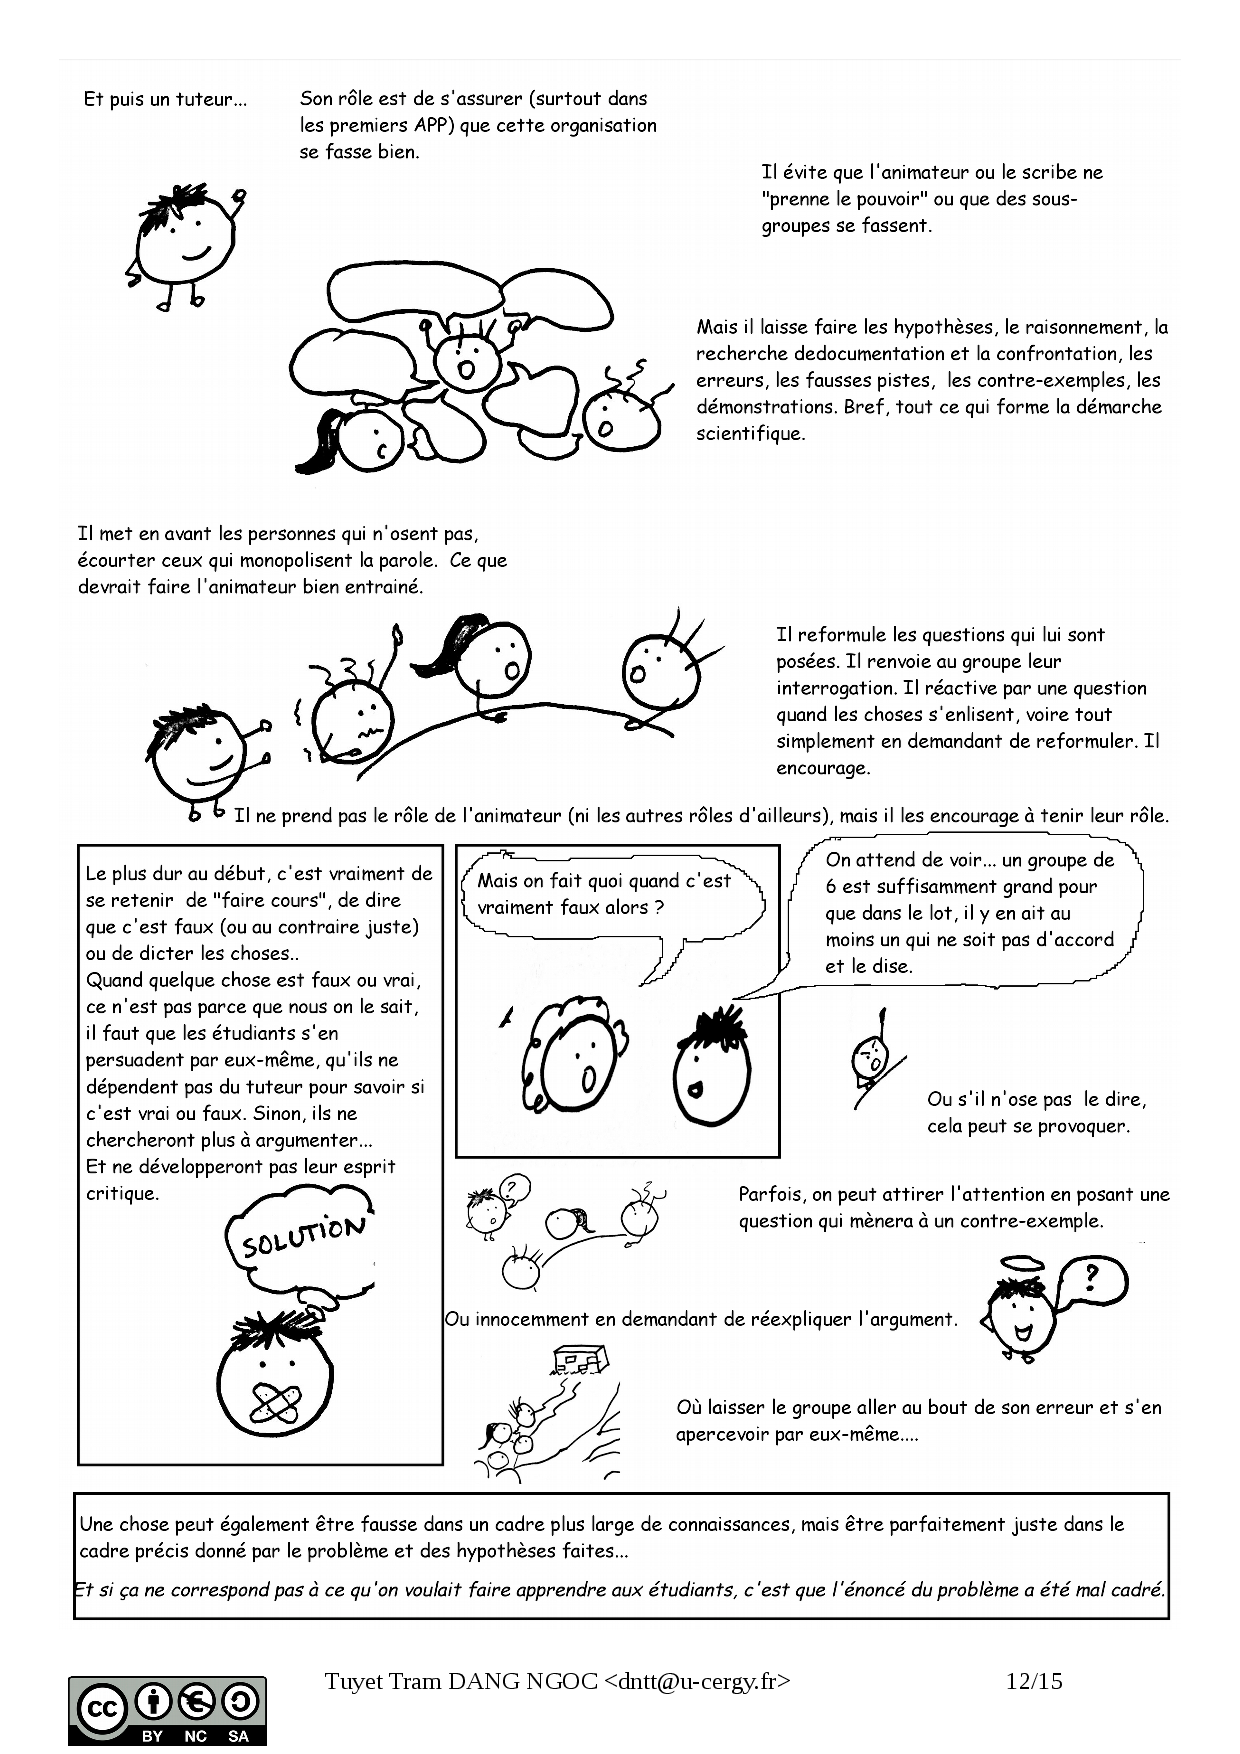 Et puis un tuteur...
Son rôle est de s'assurer (surtout dans
les premiers APP) que cette organisation
se fasse bien.
Il évite que l'animateur ou le scribe ne
"prenne le pouvoir" ou que des sous-
groupes se fassent.
Mais il laisse faire les hypothèses, le raisonnement, la
recherche dedocumentation et la confrontation, les
erreurs, les fausses pistes,  les contre-exemples, les
démonstrations. Bref, tout ce qui forme la démarche
scientifique.
Il met en avant les personnes qui n'osent pas,
écourter ceux qui monopolisent la parole.  Ce que
devrait faire l'animateur bien entrainé.
Il reformule les questions qui lui sont
posées. Il renvoie au groupe leur
interrogation. Il réactive par une question
quand les choses s'enlisent, voire tout
simplement en demandant de reformuler. Il
encourage.
Il ne prend pas le rôle de l'animateur (ni les autres rôles d'ailleurs), mais il les encourage à tenir leur rôle.
Le plus dur au début, c'est vraiment de
se retenir  de "faire cours", de dire
que c'est faux (ou au contraire juste)
ou de dicter les choses..
Quand quelque chose est faux ou vrai,
ce n'est pas parce que nous on le sait,
il faut que les étudiants s'en
persuadent par eux-même, qu'ils ne
dépendent pas du tuteur pour savoir si
c'est vrai ou faux. Sinon, ils ne
chercheront plus à argumenter...
Et ne développeront pas leur esprit
critique.
SOLUTION
Mais on fait quoi quand c'est
vraiment faux alors ?
On attend de voir... un groupe de
6 est suffisamment grand pour
que dans le lot, il y en ait au
moins un qui ne soit pas d'accord
et le dise.
Ou s'il n'ose pas  le dire,
cela peut se provoquer.
?
Parfois, on peut attirer l'attention en posant une
question qui mènera à un contre-exemple.
?
Ou innocemment en demandant de réexpliquer l'argument.
Où laisser le groupe aller au bout de son erreur et s'en
apercevoir par eux-même....
Une chose peut également être fausse dans un cadre plus large de connaissances, mais être parfaitement juste dans le
cadre précis donné par le problème et des hypothèses faites...
Et si ça ne correspond pas à ce qu'on voulait faire apprendre aux étudiants, c'est que l'énoncé du problème a été mal cadré.
Tuyet Tram DANG NGOC <dntt@u-cergy.fr>
12/15
cc
BY NC SA